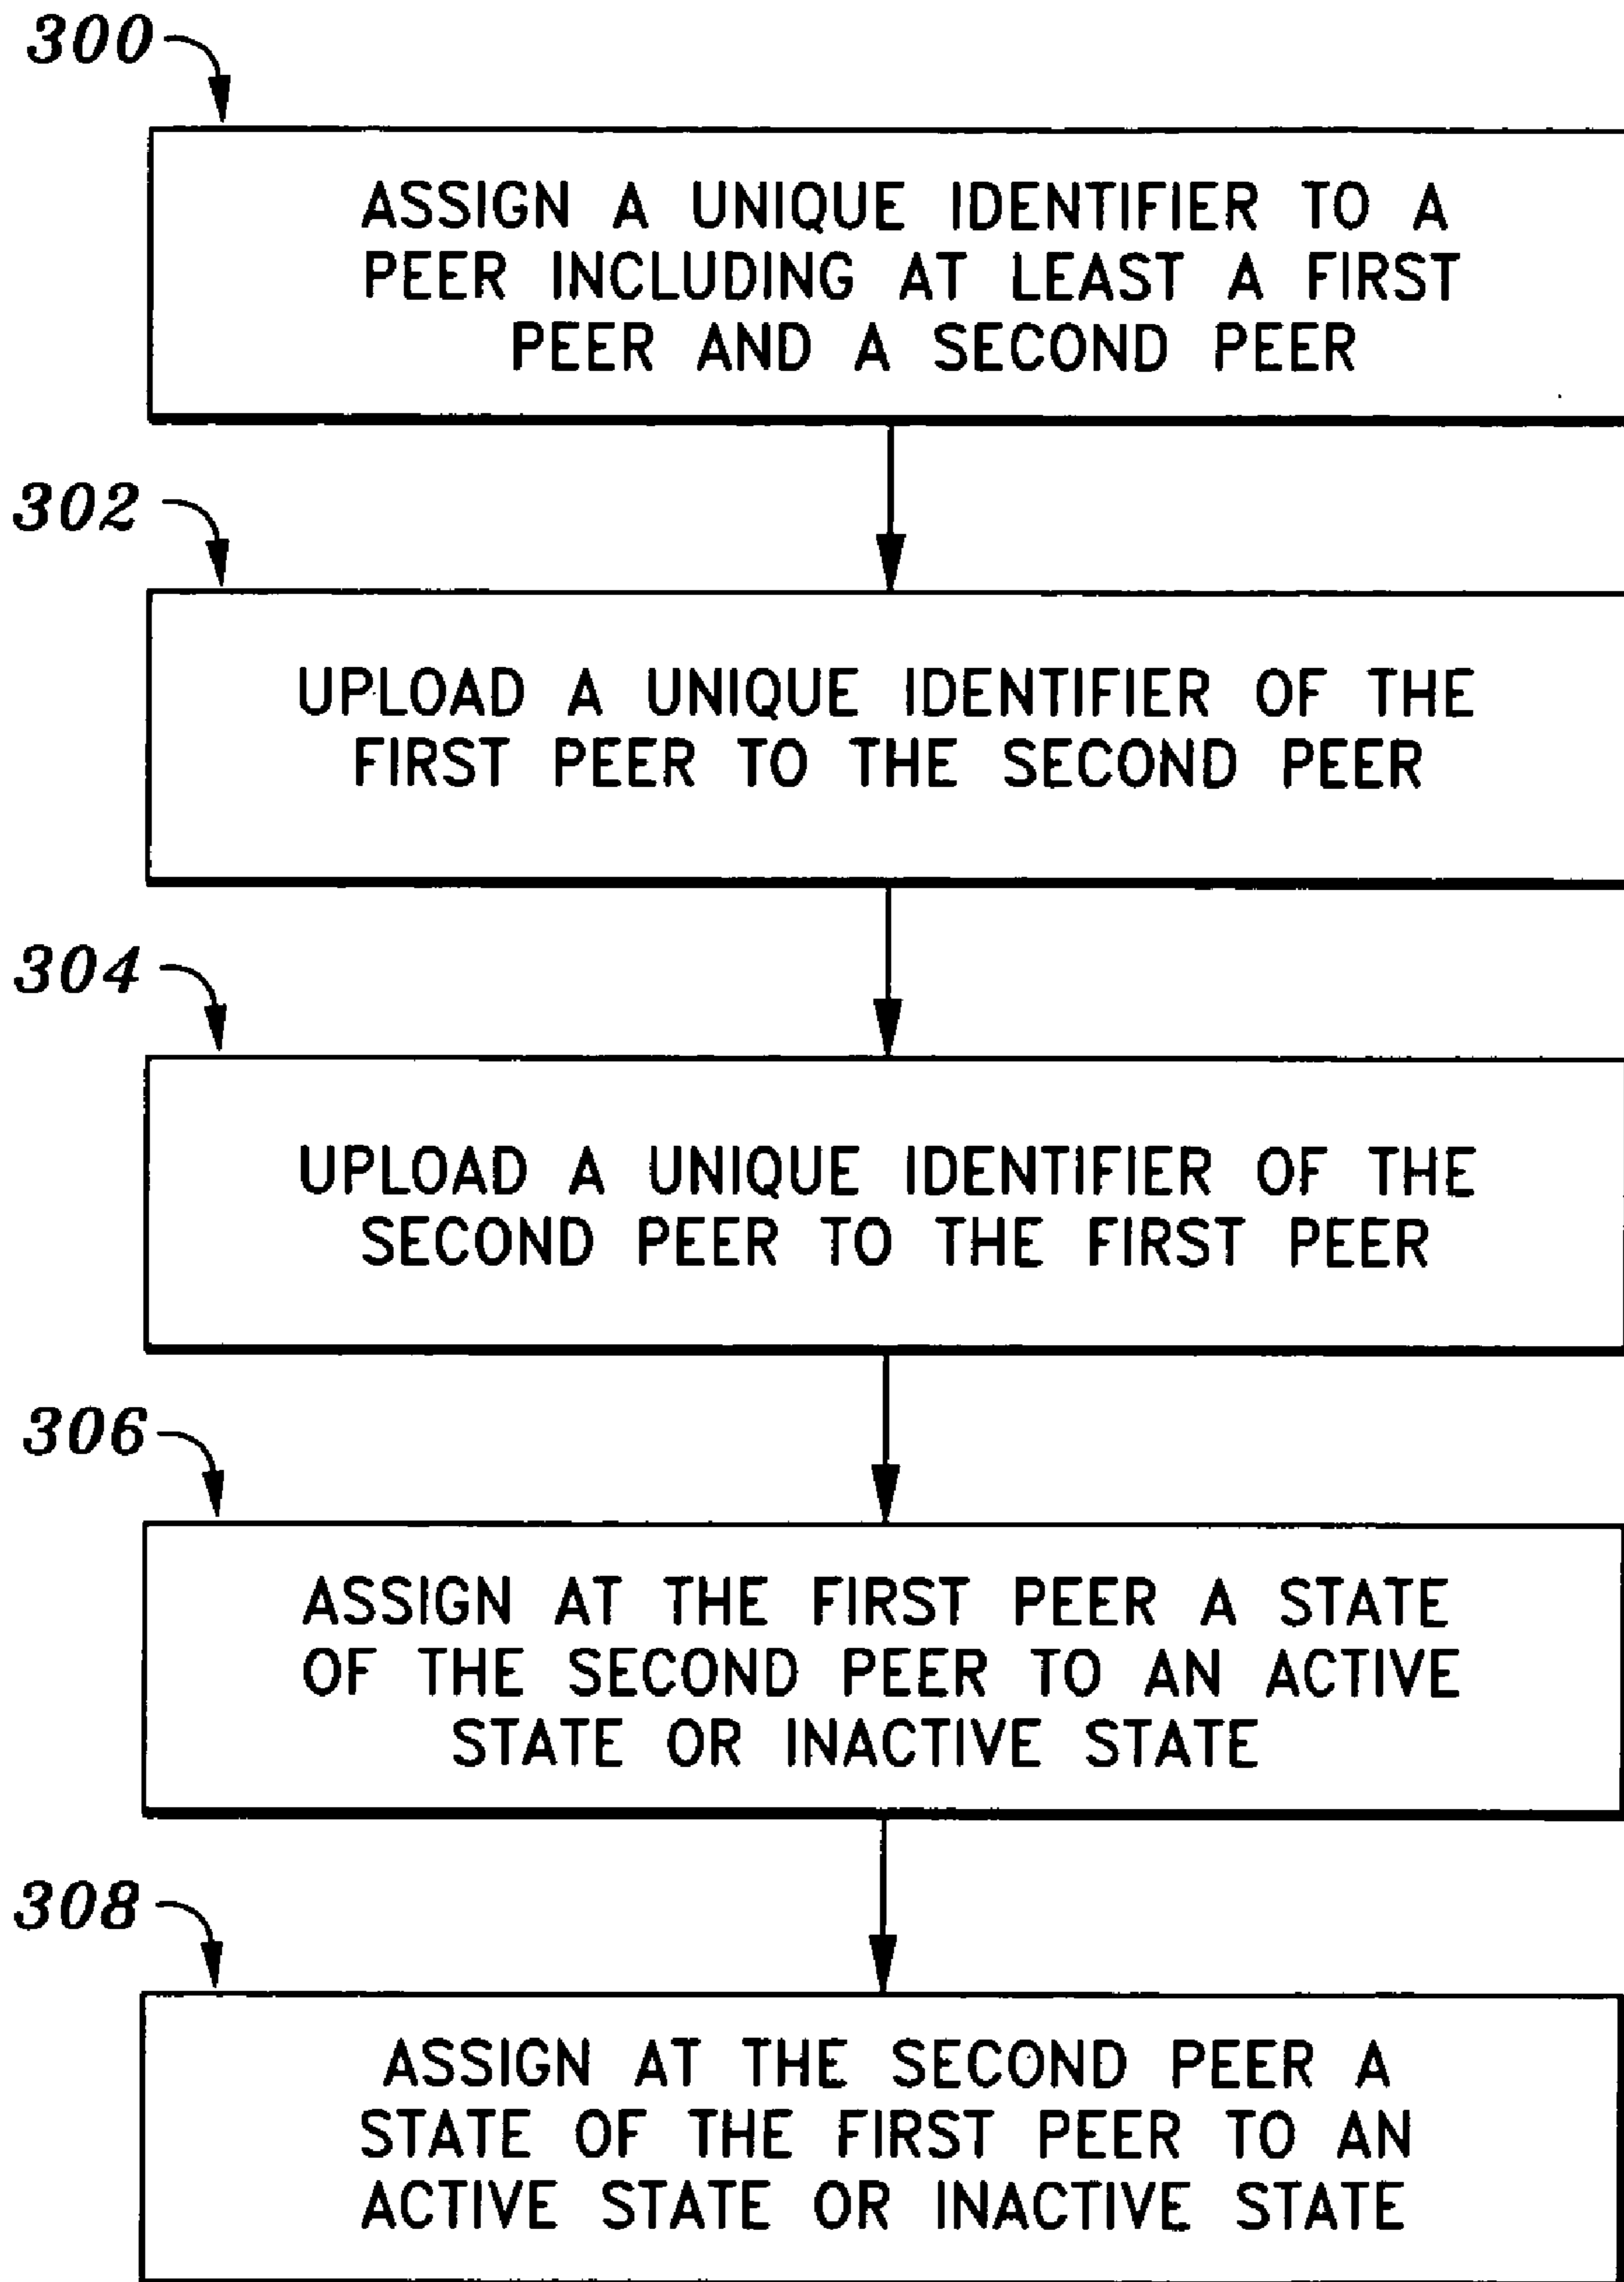 300
ASSIGN A UNIQUE IDENTIFIER TO A
PEER INCLUDING AT LEAST A FIRST
PEER AND A SECOND PEER
302
UPLOAD A UNIQUE IDENTIFIER OF THE
FIRST PEER TO THE SECOND PEER
304
UPLOAD A UNIQUE IDENTIFIER OF THE
SECOND PEER TO THE FIRST PEER
306
ASSIGN AT THE FIRST PEER A STATE
OF THE SECOND PEER TO AN ACTIVE
STATE OR INACTIVE STATE
308
ASSIGN AT THE SECOND PEER A
STATE OF THE FIRST PEER TO AN
ACTIVE STATE OR INACTIVE STATE